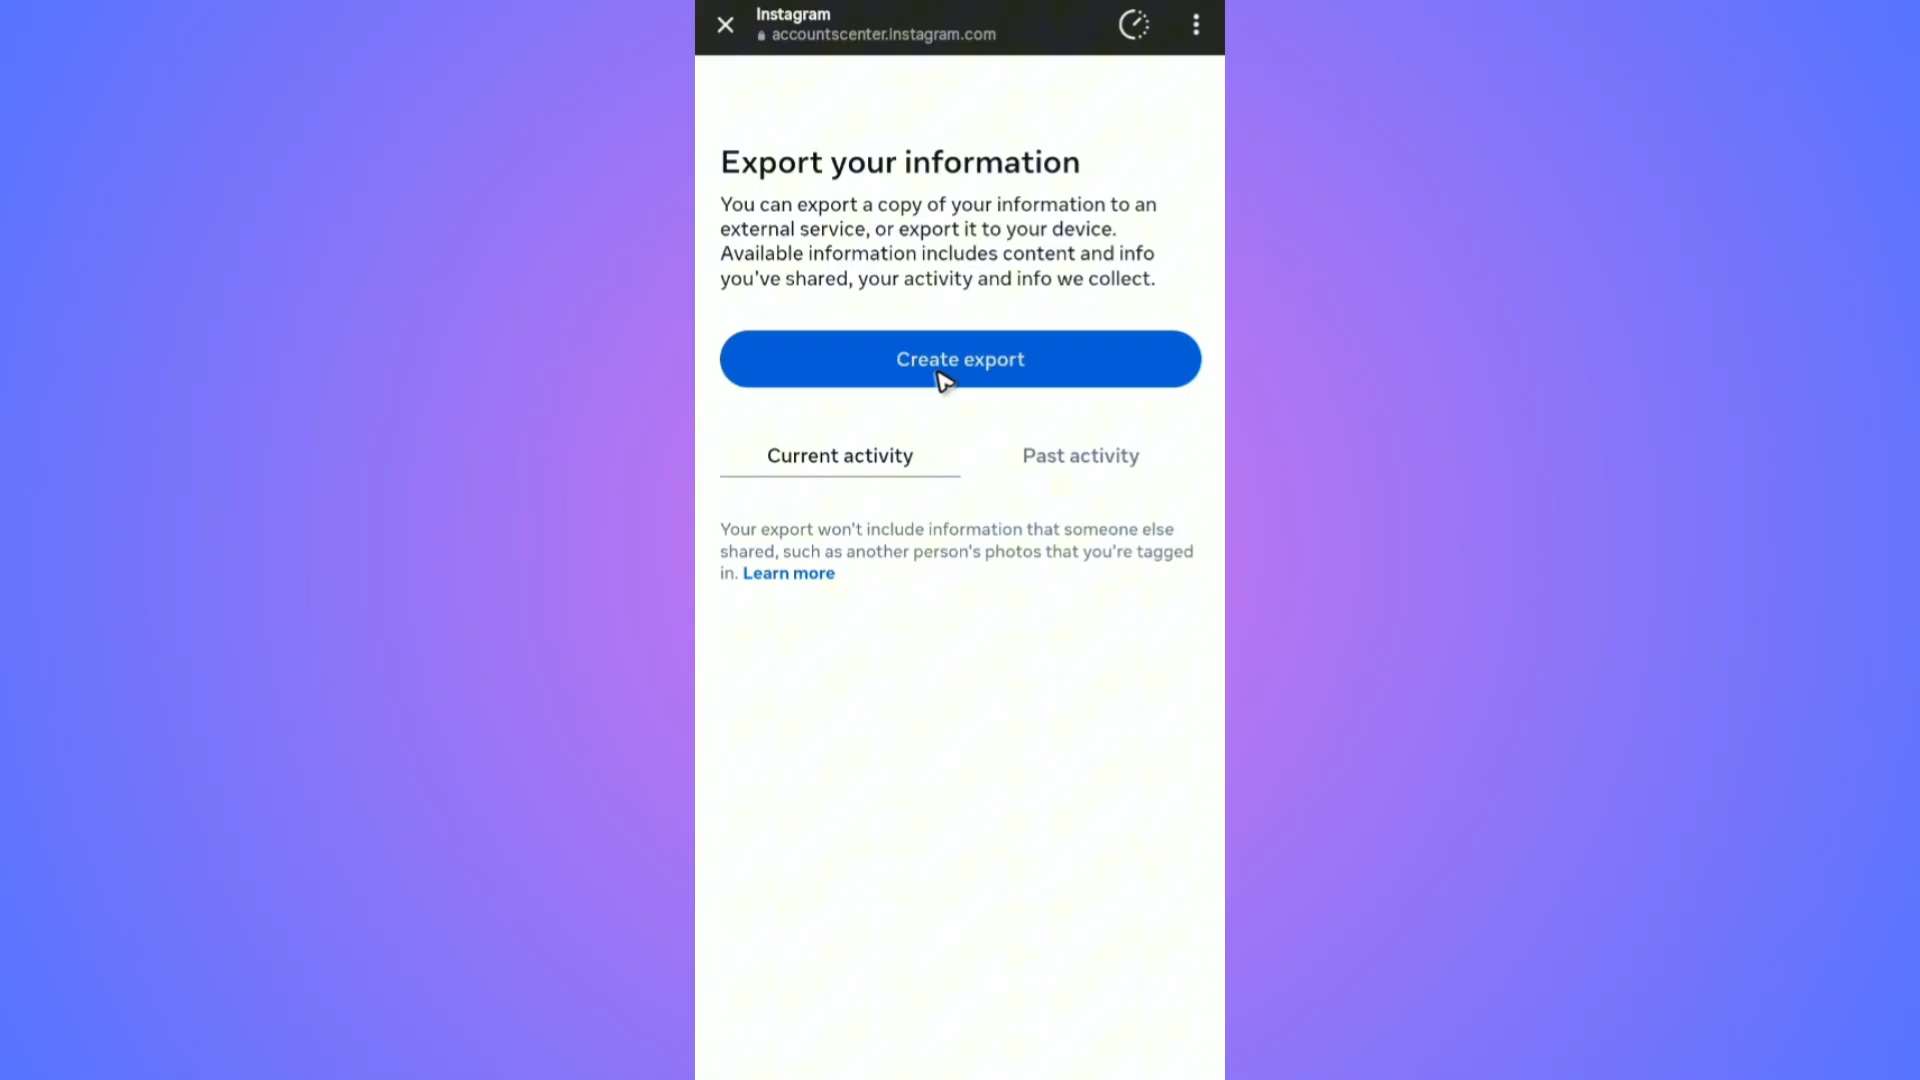 Instagram
accountscenter.instagram.com
Export your information
You can export a copy of your information to an
external service, or export it to your device.
Available information includes content and info
you've shared, your activity and info we collect.
Create export
Current activity
Past activity
Your export won't include information that someone else
shared, such as another person's photos that you're tagged
in. Learn more